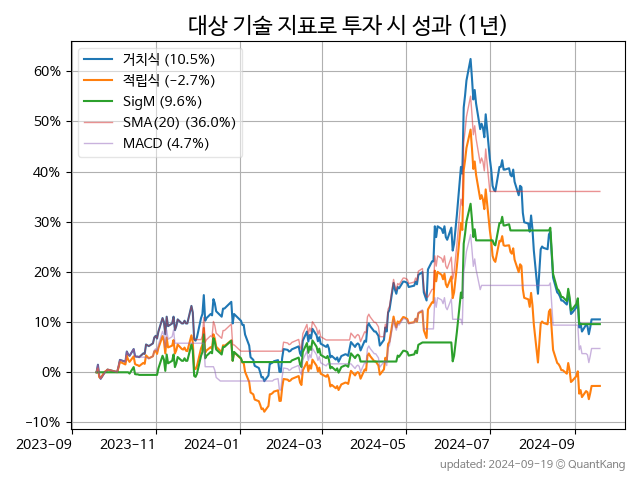 대상 기술 지표로 투자 시 성과 (1년)
거치식 (10.5%)
적립식 (-2.7%)
SigM (9.6%)
SMA(20) (36.0%)
MACD (4.7%)
60%
50%
40%
30%
20%
10%
0%
-10%
2023-09 2023-11 2024-01 2024-03 2024-05 2024-07 2024-09
updated: 2024-09-19 @ QuantKang